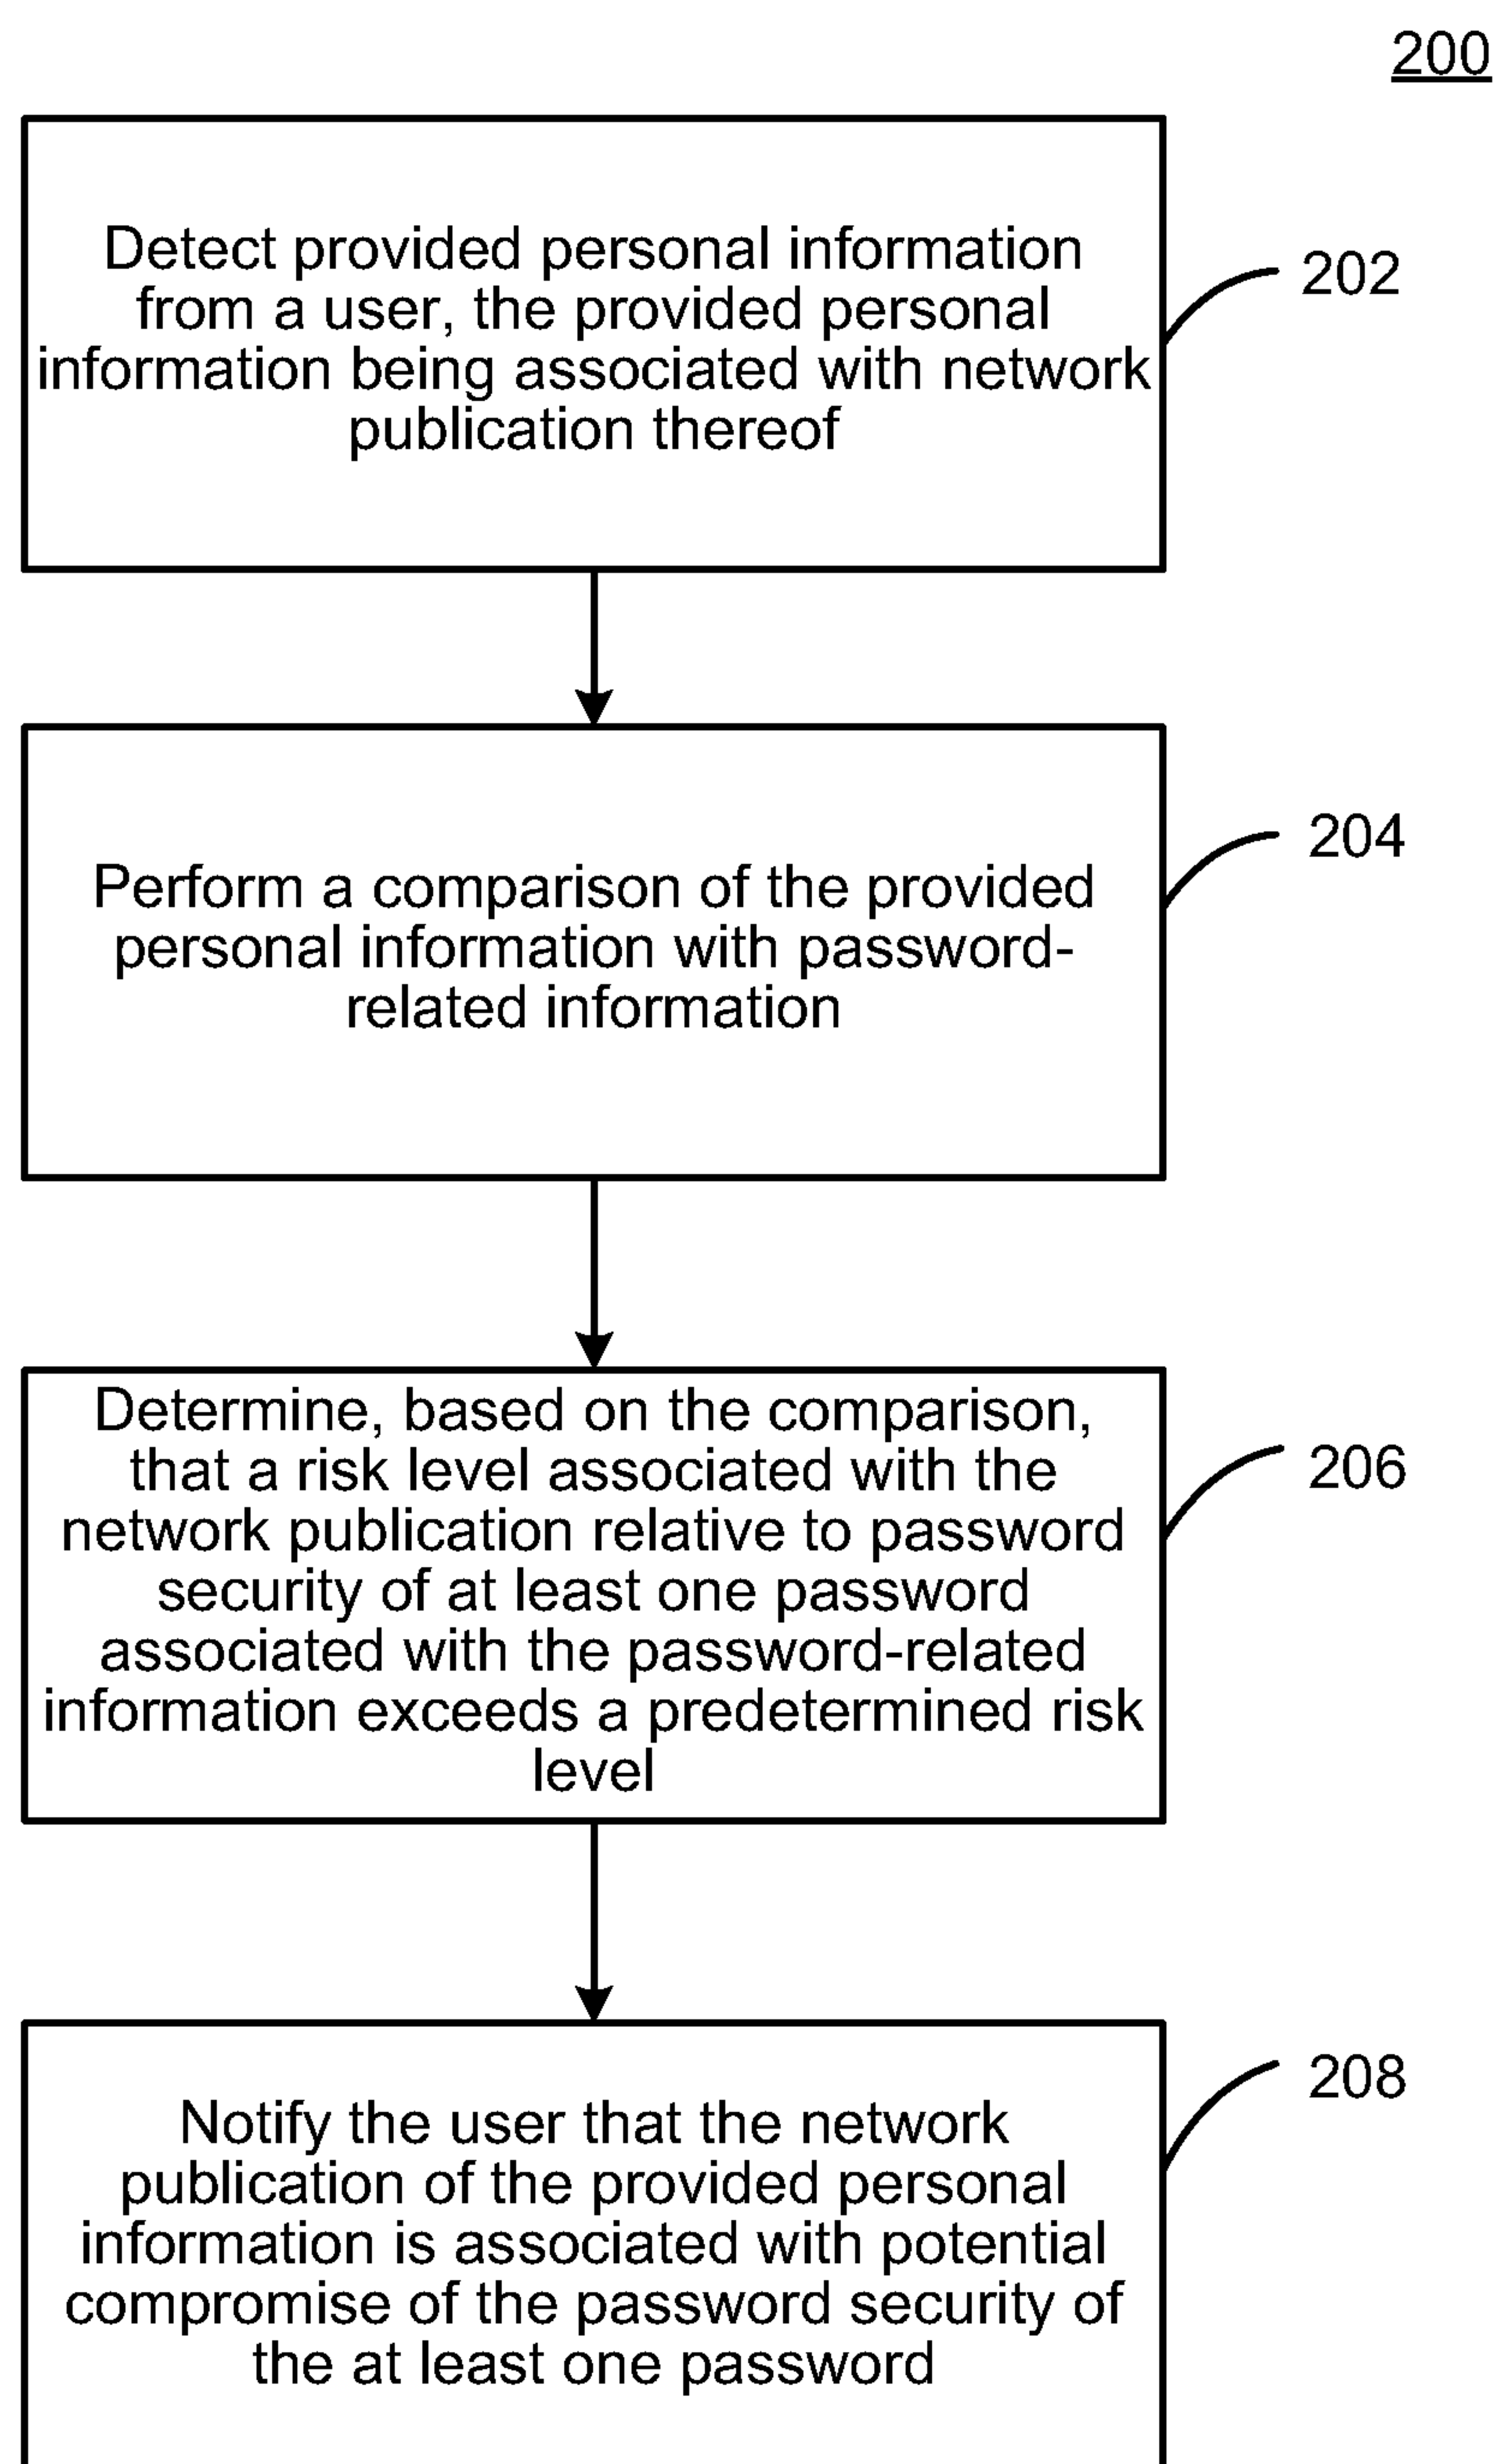 200
Detect provided personal information
from a user, the provided personal
information being associated with network
publication thereof
202
Perform a comparison of the provided
personal information with password-
related information
204
Determine, based on the comparison,
that a risk level associated with the
network publication relative to password
security of at least one password
associated with the password-related
information exceeds a predetermined risk
level
206
Notify the user that the network
publication of the provided personal
information is associated with potential
compromise of the password security of
the at least one password
208